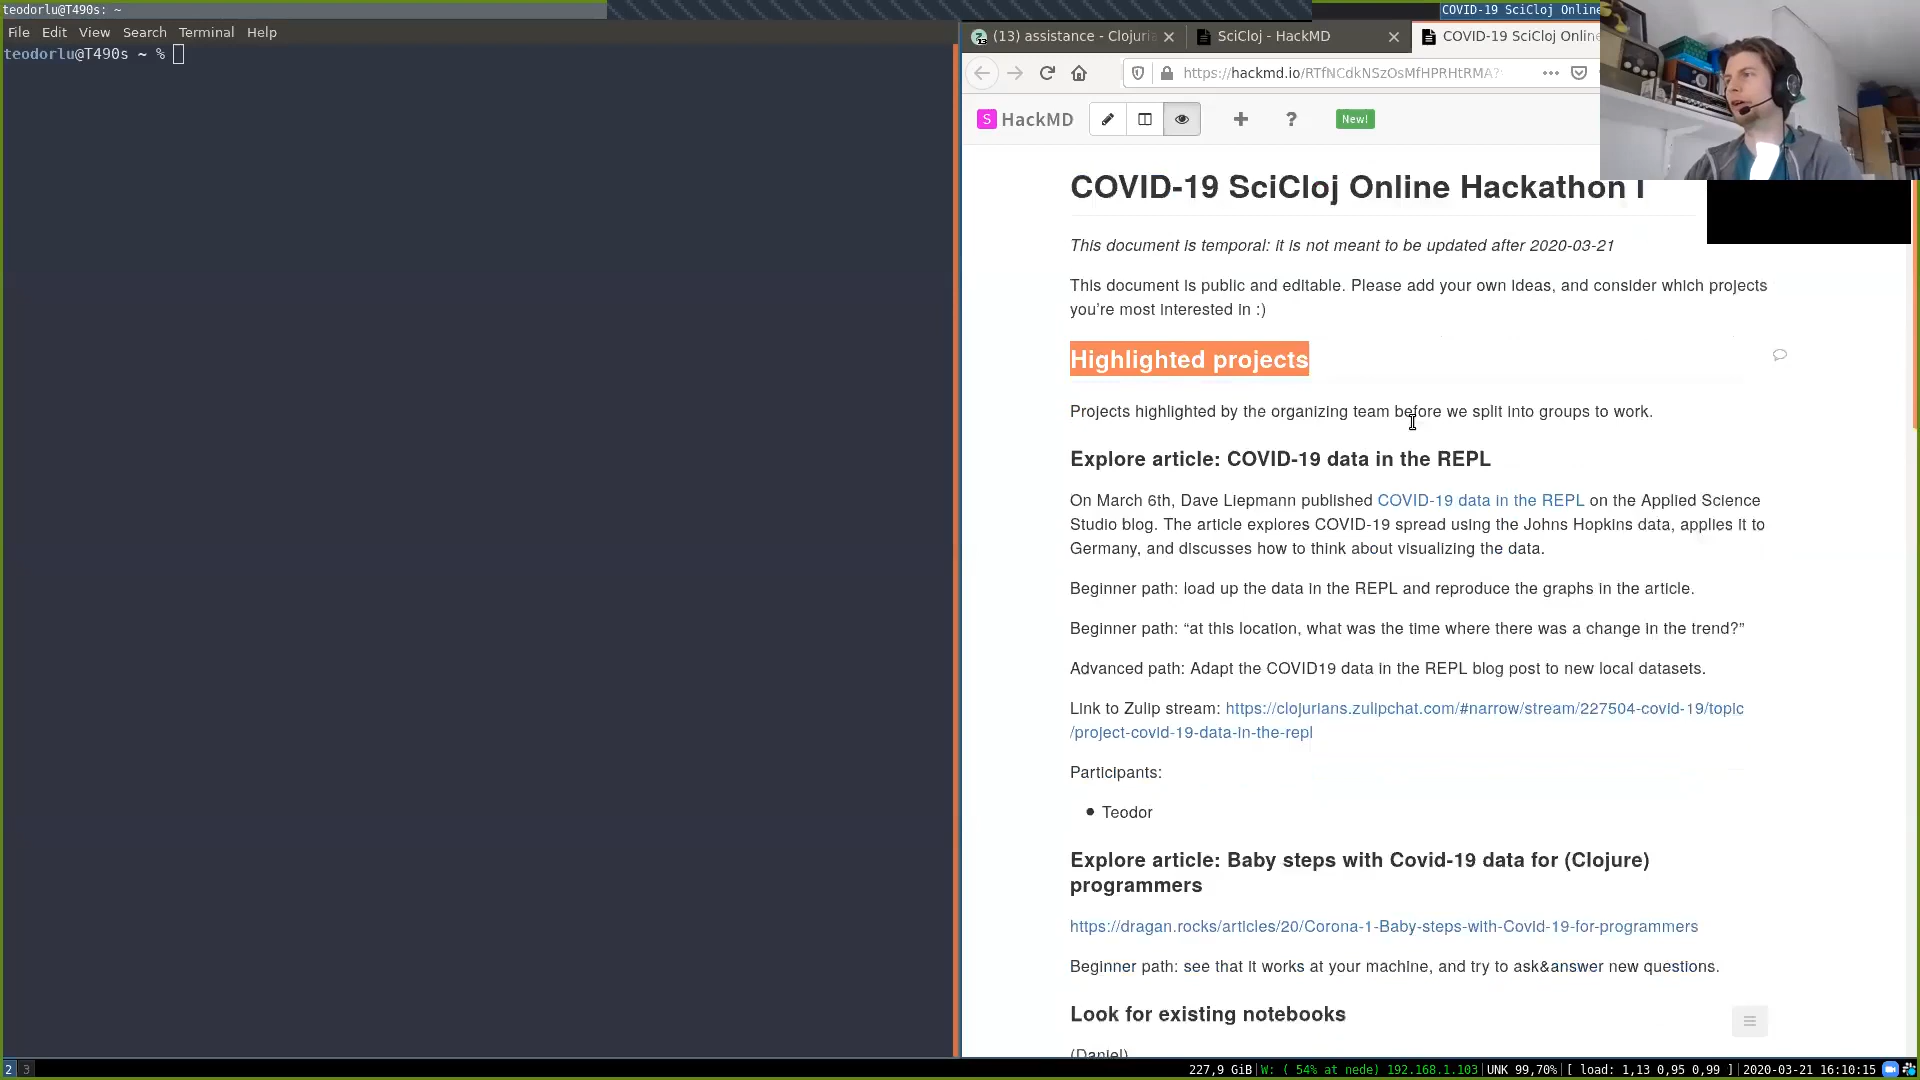 teodorlu@T490s: ~
COVID-19 SciCloj Online
File Edit View Search Terminal Help
teodorlu@T490s ~ %
(13) assistance - Clojuri
SciCloj - HackMD
COVID-19 SciCloj Online
https://hackmd.io/RTfNCdkNSzOsMfHPRHtRMA?
HackMD
New!
COVID-19 SciCloj Online Hackathon I
This document is temporal: it is not meant to be updated after 2020-03-21
This document is public and editable. Please add your own ideas, and consider which projects
you’re most interested in :)
Highlighted projects
Projects highlighted by the organizing team before we split into groups to work.
Explore article: COVID-19 data in the REPL
On March 6th, Dave Liepmann published COVID-19 data in the REPL on the Applied Science
Studio blog. The article explores COVID-19 spread using the Johns Hopkins data, applies it to
Germany, and discusses how to think about visualizing the data.
Beginner path: load up the data in the REPL and reproduce the graphs in the article.
Beginner path: “at this location, what was the time where there was a change in the trend?”
Advanced path: Adapt the COVID19 data in the REPL blog post to new local datasets.
Link to Zulip stream: https://clojurians.zulipchat.com/#narrow/stream/227504-covid-19/topic
/project-covid-19-data-in-the-repl
Participants:
Teodor
Explore article: Baby steps with Covid-19 data for (Clojure)
programmers
https://dragan.rocks/articles/20/Corona-1-Baby-steps-with-Covid-19-for-programmers
Beginner path: see that it works at your machine, and try to ask&answer new questions.
Look for existing notebooks
(Daniel)
2 3
227,9 GiB W: ( 54% at nede) 192.168.1.103 UNK 99,70% [ load: 1,13 0,95 0,99 ] 2020-03-21 16:10:15